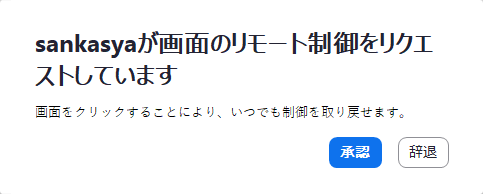 sankasyaが画面のリモート制御をリクエ
ストしています
画面をクリックすることにより、いつでも制御を取り戻せます。
承認 辞退